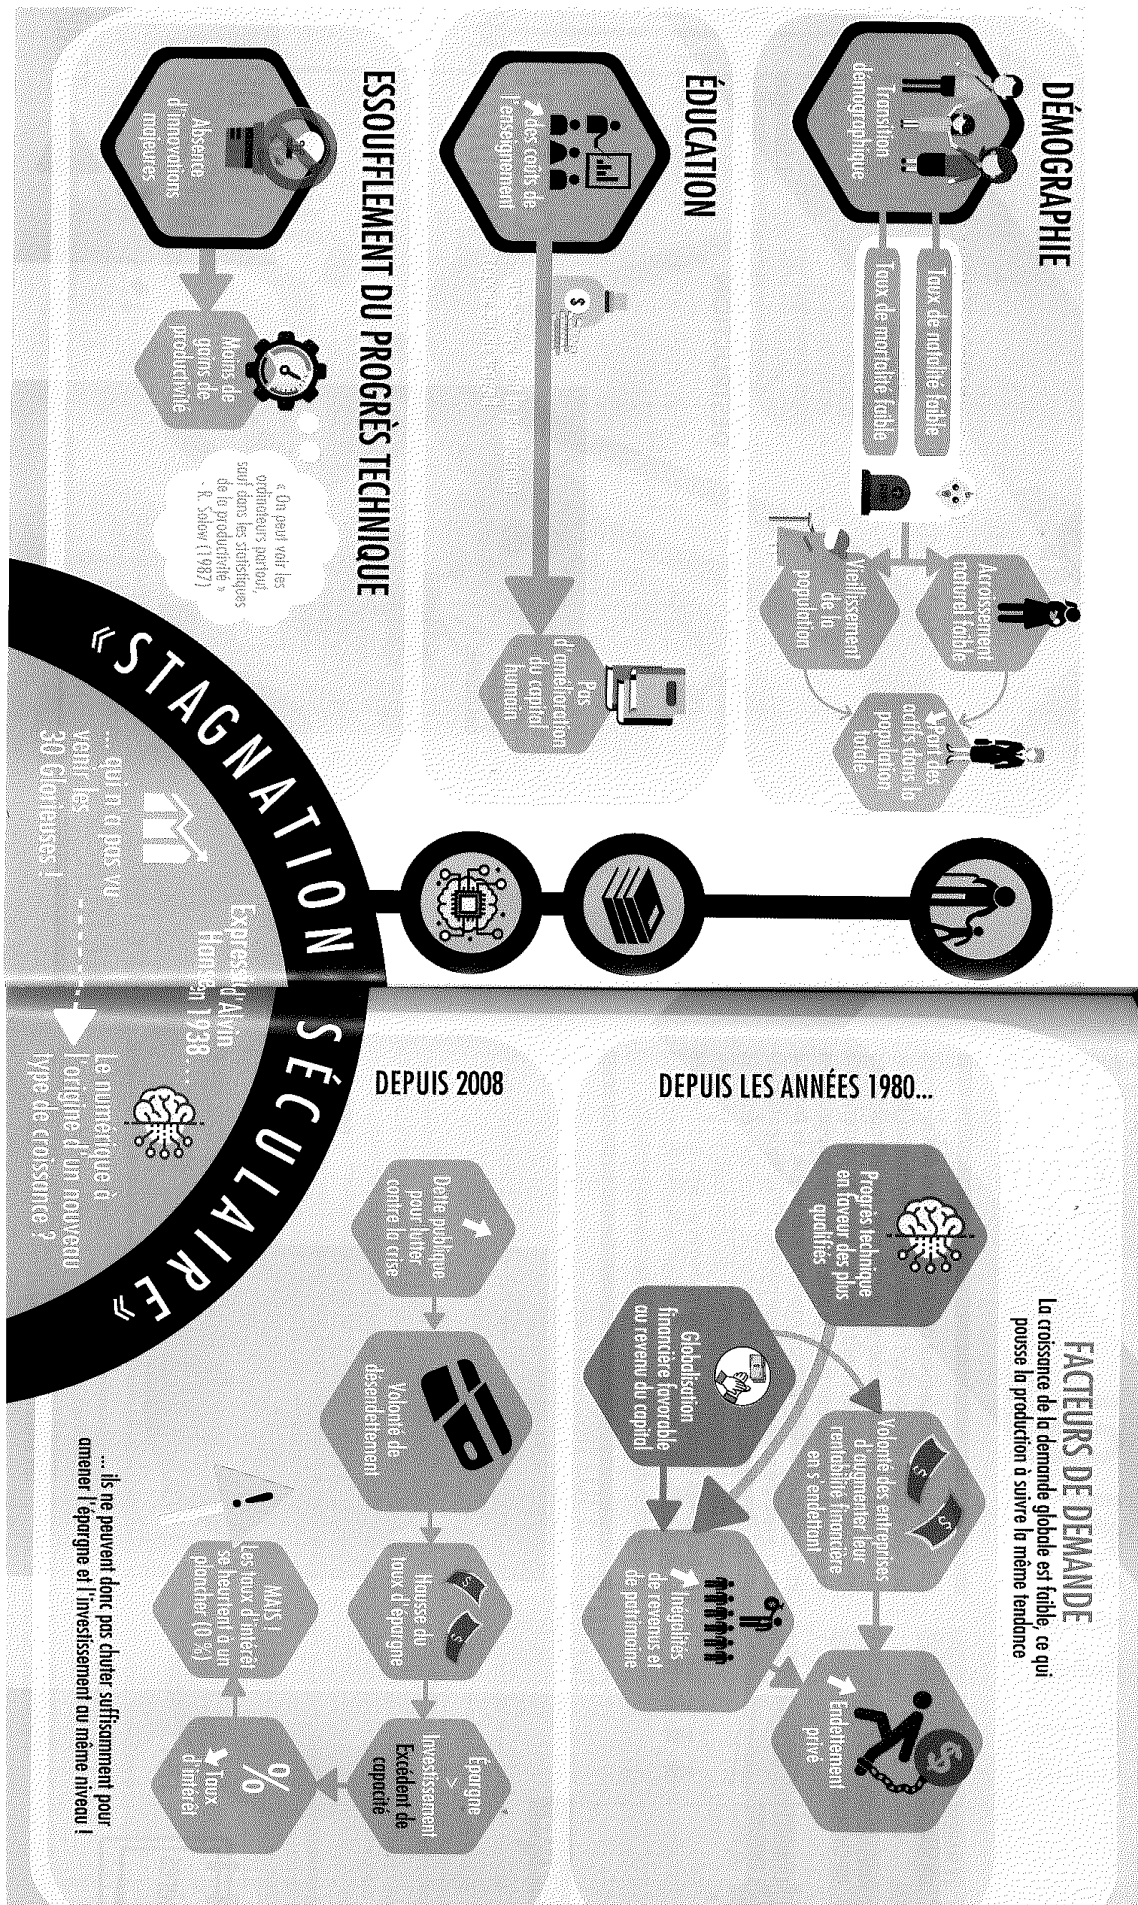 DÉMOGRAPHIE
Transition
démographique
Taux de natalité faible
Taux de mortalité faible
Accroissement
naturel faible
Vieillissement
de la
population
Part des
actifs dans la
population
totale
ÉDUCATION
des coûts de
l'enseignement
$
Pas
d'amélioration
du capital
humain
ESSOUFFLEMENT DU PROGRÈS TECHNIQUE
Absence
d'innovations
majeures
Moins de
gains de
productivité
« On peut voir les
ordinateurs partout,
sauf dans les statistiques
de la productivité »
- R. Solow (1987)
« STAGNATION SÉCULAIRE »
Express° d'Alvin
Hansen 1938...
... qui n'a pas vu
venir les
30 Glorieuses !
Le numérique à
l'origine d'un nouveau
type de croissance ?
FACTEURS DE DEMANDE
La croissance de la demande globale est faible, ce qui
pousse la production à suivre la même tendance
DEPUIS LES ANNÉES 1980...
Progrès technique
en faveur des plus
qualifiés
Globalisation
financière favorable
au revenu du capital
Volonté des entreprises
d'augmenter leur
rentabilité financière
en s'endettant
Inégalités
de revenus et
de patrimoine
$
Endettement
privé
DEPUIS 2008
Dette publique
pour lutter
contre la crise
Volonté de
désendettement
Hausse du
taux d'épargne
Épargne
>
Investissement
Excédent de
capacité
%
Taux
d'intérêt
MAIS !
Les taux d'intérêt
se heurtent à un
plancher (0 %)
!
... ils ne peuvent donc pas chuter suffisamment pour
amener l'épargne et l'investissement au même niveau !